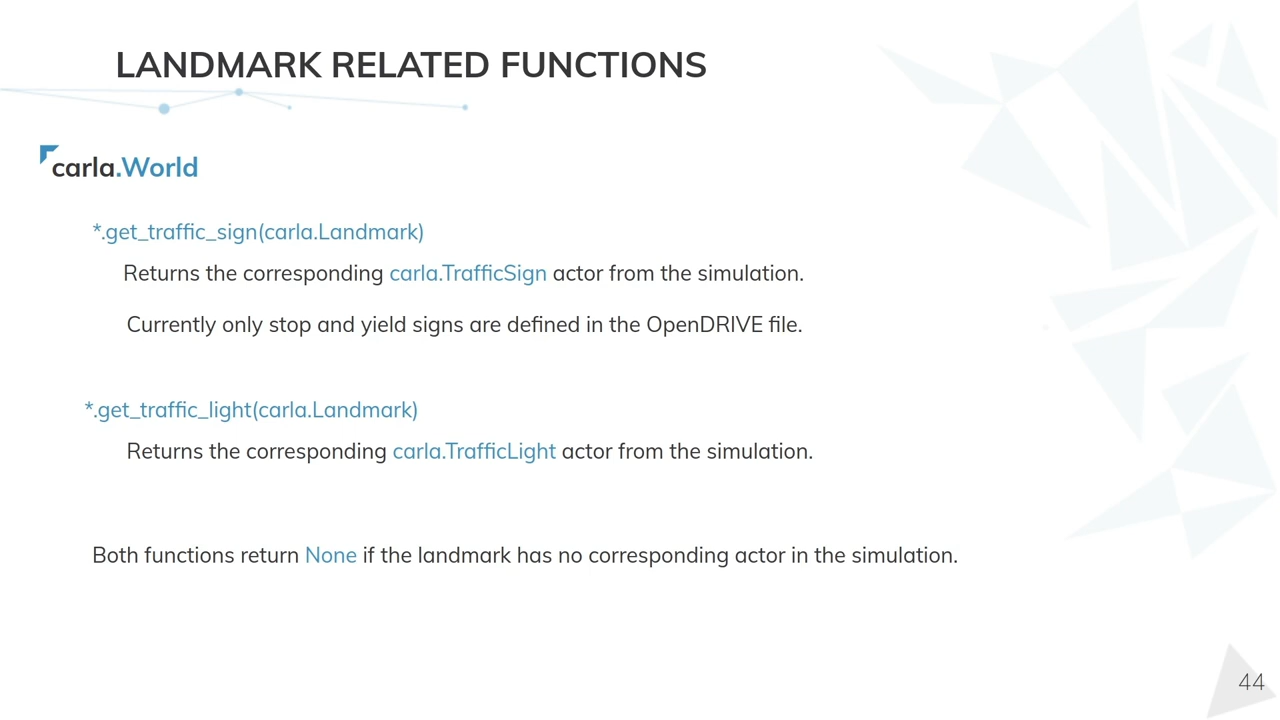 LANDMARK RELATED FUNCTIONS
carla.World
*.get_traffic_sign(carla.Landmark)
Returns the corresponding carla.TrafficSign actor from the simulation.
Currently only stop and yield signs are defined in the OpenDRIVE file.
*.get_traffic_light(carla.Landmark)
Returns the corresponding carla.TrafficLight actor from the simulation.
Both functions return None if the landmark has no corresponding actor in the simulation.
44